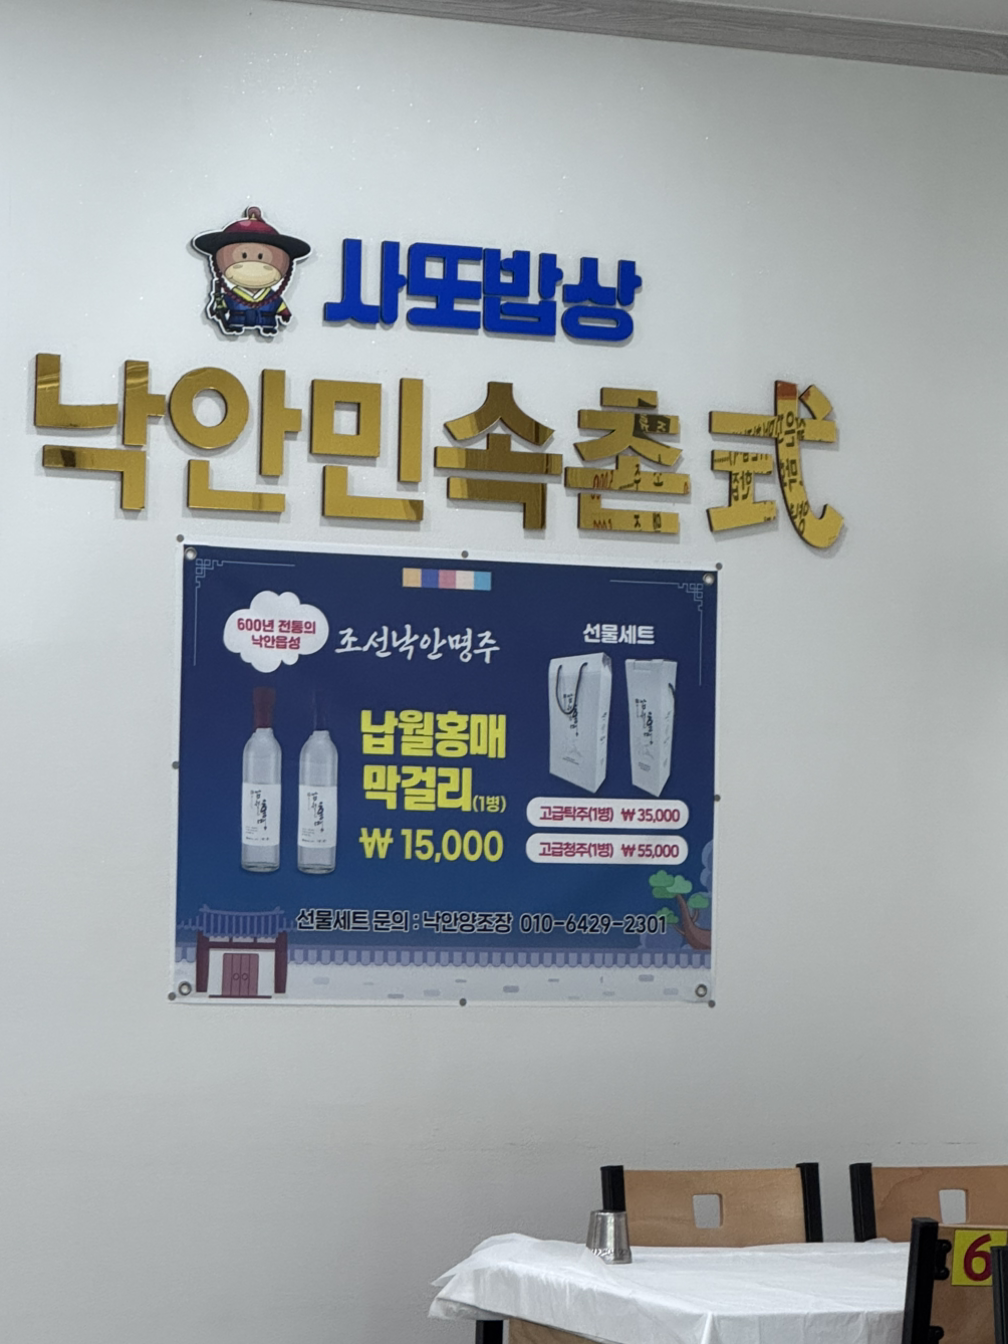 사또밥상
낙안민속촌式
600년 전통의
낙안읍성
조선낙안명주
선물세트
납월홍매
막걸리(1병)
₩ 15,000
고급탁주(1병) ₩ 35,000
고급청주(1병) ₩ 55,000
선물세트 문의 : 낙안양조장 010-6429-2301
6